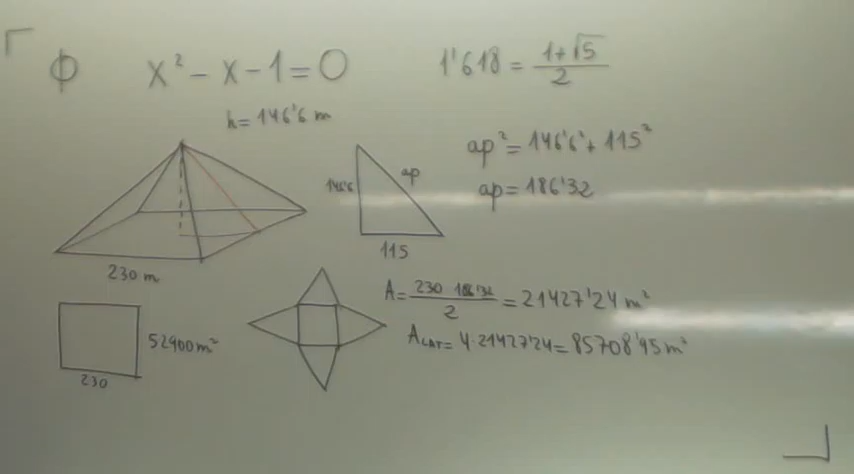 Φ x² - x - 1 = 0 1'618 = (1+√5)/2
h = 146'6 m
ap² = 146'6² + 115²
146'6 ap
ap = 186'32
115
230 m
A = (230 · 186'32)/2 = 21427'24 m²
52900 m²
A LAT = 4 · 21427'24 = 85708'95 m²
230